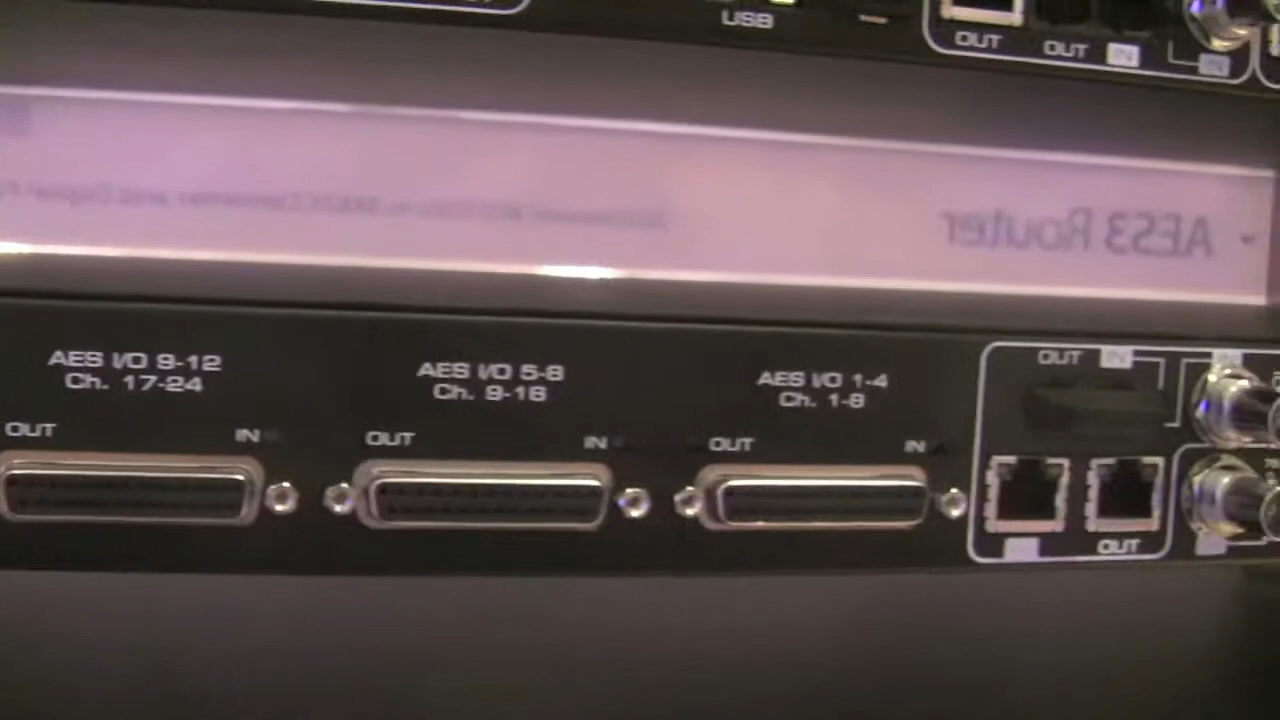 USB
OUT
OUT
IN
IN
AES3 Router
AES I/O 9-12
Ch. 17-24
OUT
IN
AES I/O 5-8
Ch. 9-16
OUT
IN
AES I/O 1-4
Ch. 1-8
OUT
IN
OUT
IN
IN
OUT